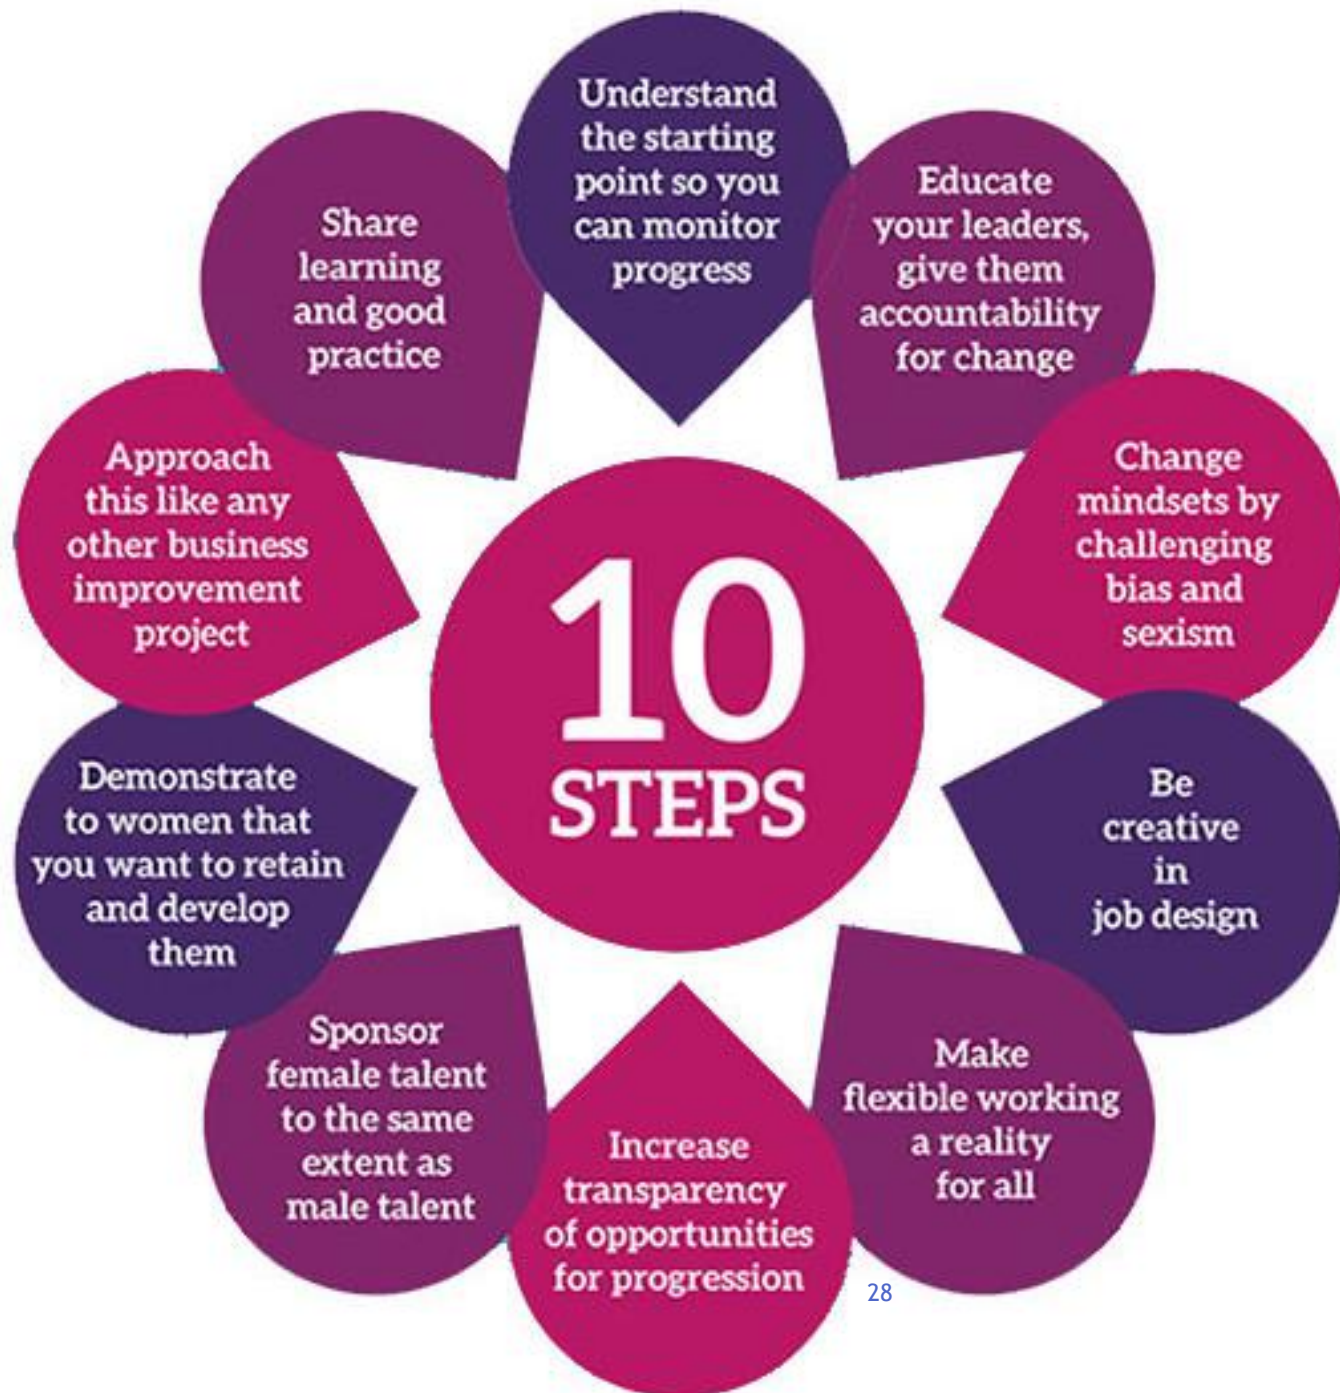 Understand
the starting
point so you
can monitor
progress
Educate
your leaders,
give them
accountability
for change
Change
mindsets by
challenging
bias and
sexism
Be
creative
in
job design
Make
flexible working
a reality
for all
Increase
transparency
of opportunities
for progression
Sponsor
female talent
to the same
extent as
male talent
Demonstrate
to women that
you want to retain
and develop
them
Approach
this like any
other business
improvement
project
Share
learning
and good
practice
10
STEPS
28